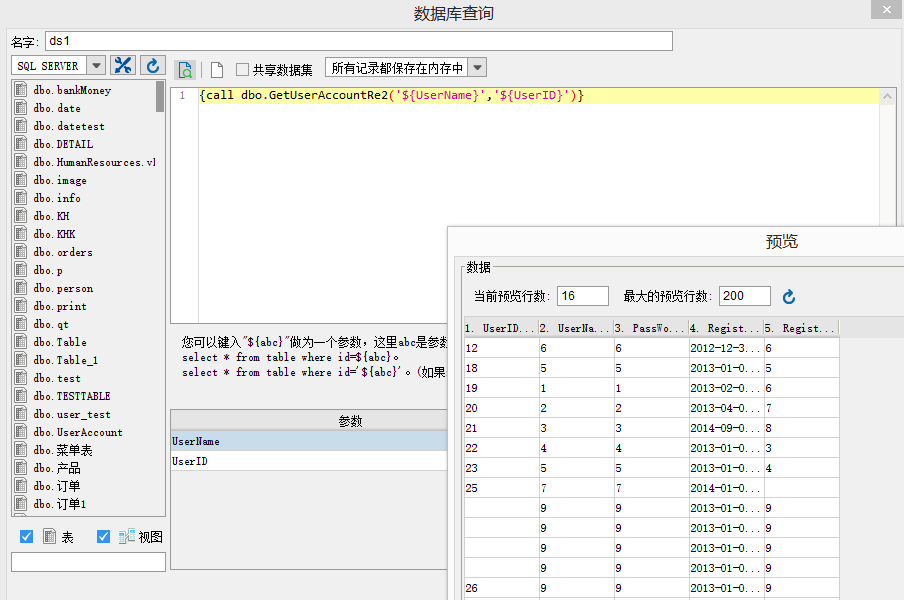 数据库查询
名字: ds1
SQL SERVER 共享数据集 所有记录都保存在内存中
dbo.bankMoney
dbo.date
dbo.datetest
dbo.DETAIL
dbo.HumanResources.v
dbo.image
dbo.info
dbo.KH
dbo.KHK
dbo.orders
dbo.p
dbo.person
dbo.print
dbo.qt
dbo.Table
dbo.Table_1
dbo.test
dbo.TESTTABLE
dbo.user_test
dbo.UserAccount
dbo.菜单表
dbo.产品
dbo.订单
dbo.订单1
表 视图
1 {call dbo.GetUserAccountRe2('${UserName}','${UserID}')}
您可以键入"${abc}"做为一个参数，这里abc是参数
select * from table where id=${abc}。
select * from table where id='${abc}'。(如果
参数
UserName
UserID
预览
数据
当前预览行数: 16 最大的预览行数: 200
1. UserID... 2. UserNa... 3. PassWo... 4. Regist... 5. Regist...
12 6 6 2012-12-3... 6
18 5 5 2013-01-0... 5
19 1 1 2013-02-0... 6
20 2 2 2013-04-0... 7
21 3 3 2014-09-0... 8
22 4 4 2013-01-0... 3
23 5 5 2013-01-0... 4
25 7 7 2014-01-0...
9 9 2013-01-0... 9
9 9 2013-01-0... 9
9 9 2013-01-0... 9
9 9 2013-01-0... 9
26 9 9 2013-01-0... 9